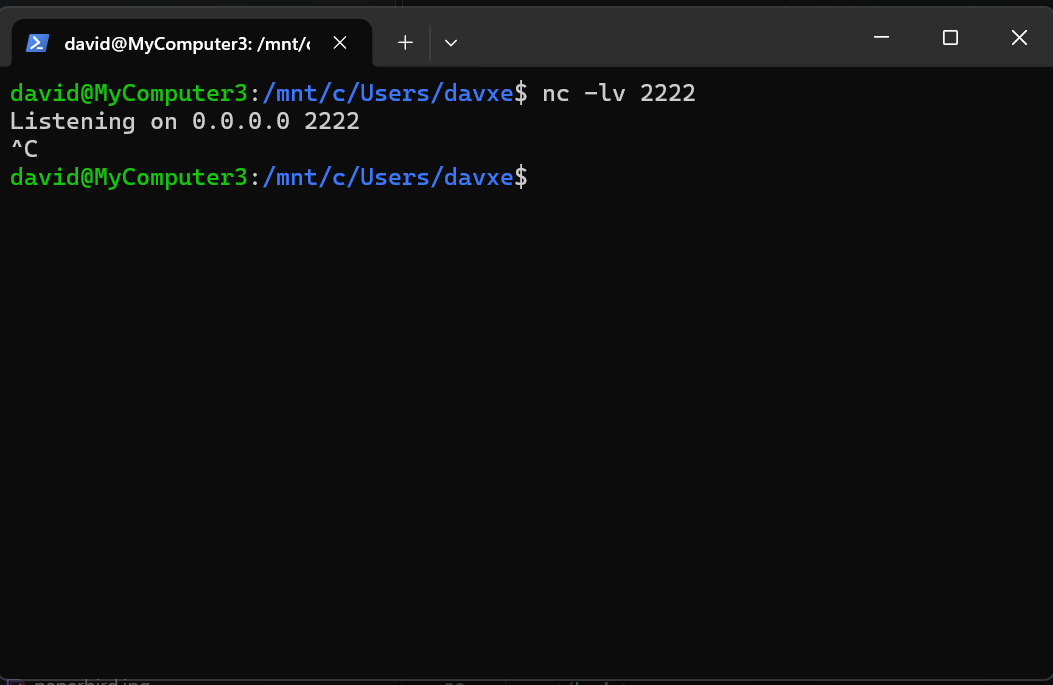 david@MyComputer3: /mnt/c
david@MyComputer3:/mnt/c/Users/davxe$ nc -lv 2222
Listening on 0.0.0.0 2222
^C
david@MyComputer3:/mnt/c/Users/davxe$